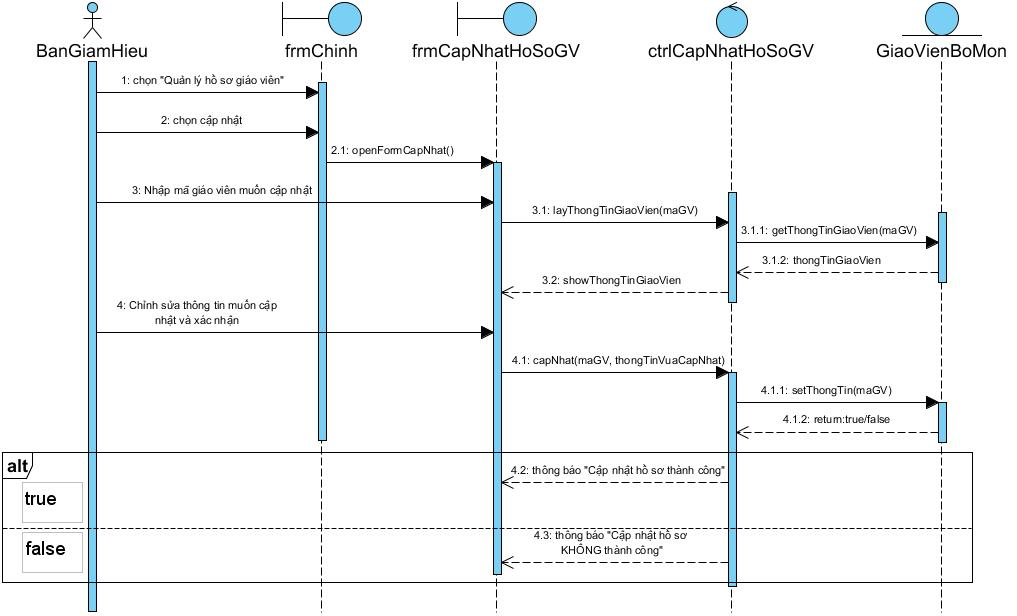 BanGiamHieu
frmChinh
frmCapNhatHoSoGV
ctrlCapNhatHoSoGV
GiaoVienBoMon
1: chọn "Quản lý hồ sơ giáo viên"
2: chọn cập nhật
2.1: openFormCapNhat()
3: Nhập mã giáo viên muốn cập nhật
3.1: layThongTinGiaoVien(maGV)
3.1.1: getThongTinGiaoVien(maGV)
3.1.2: thongTinGiaoVien
3.2: showThongTinGiaoVien
4: Chỉnh sửa thông tin muốn cập
nhật và xác nhận
4.1: capNhat(maGV, thongTinVuaCapNhat)
4.1.1: setThongTin(maGV)
4.1.2: return:true/false
alt
4.2: thông báo "Cập nhật hồ sơ thành công"
true
4.3: thông báo "Cập nhật hồ sơ
KHÔNG thành công"
false